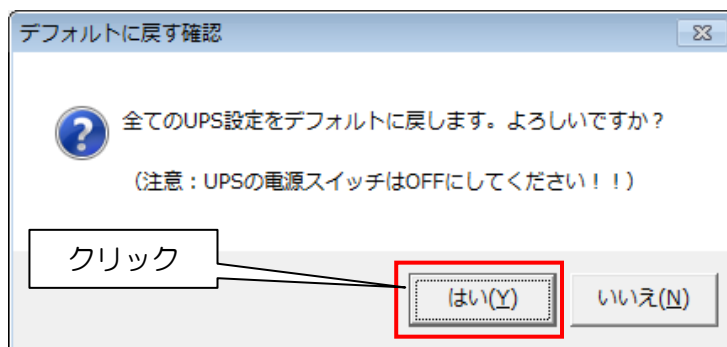 デフォルトに戻す確認
全てのUPS設定をデフォルトに戻します。よろしいですか？
（注意：UPSの電源スイッチはOFFにしてください！！）
クリック
はい(Y)
いいえ(N)